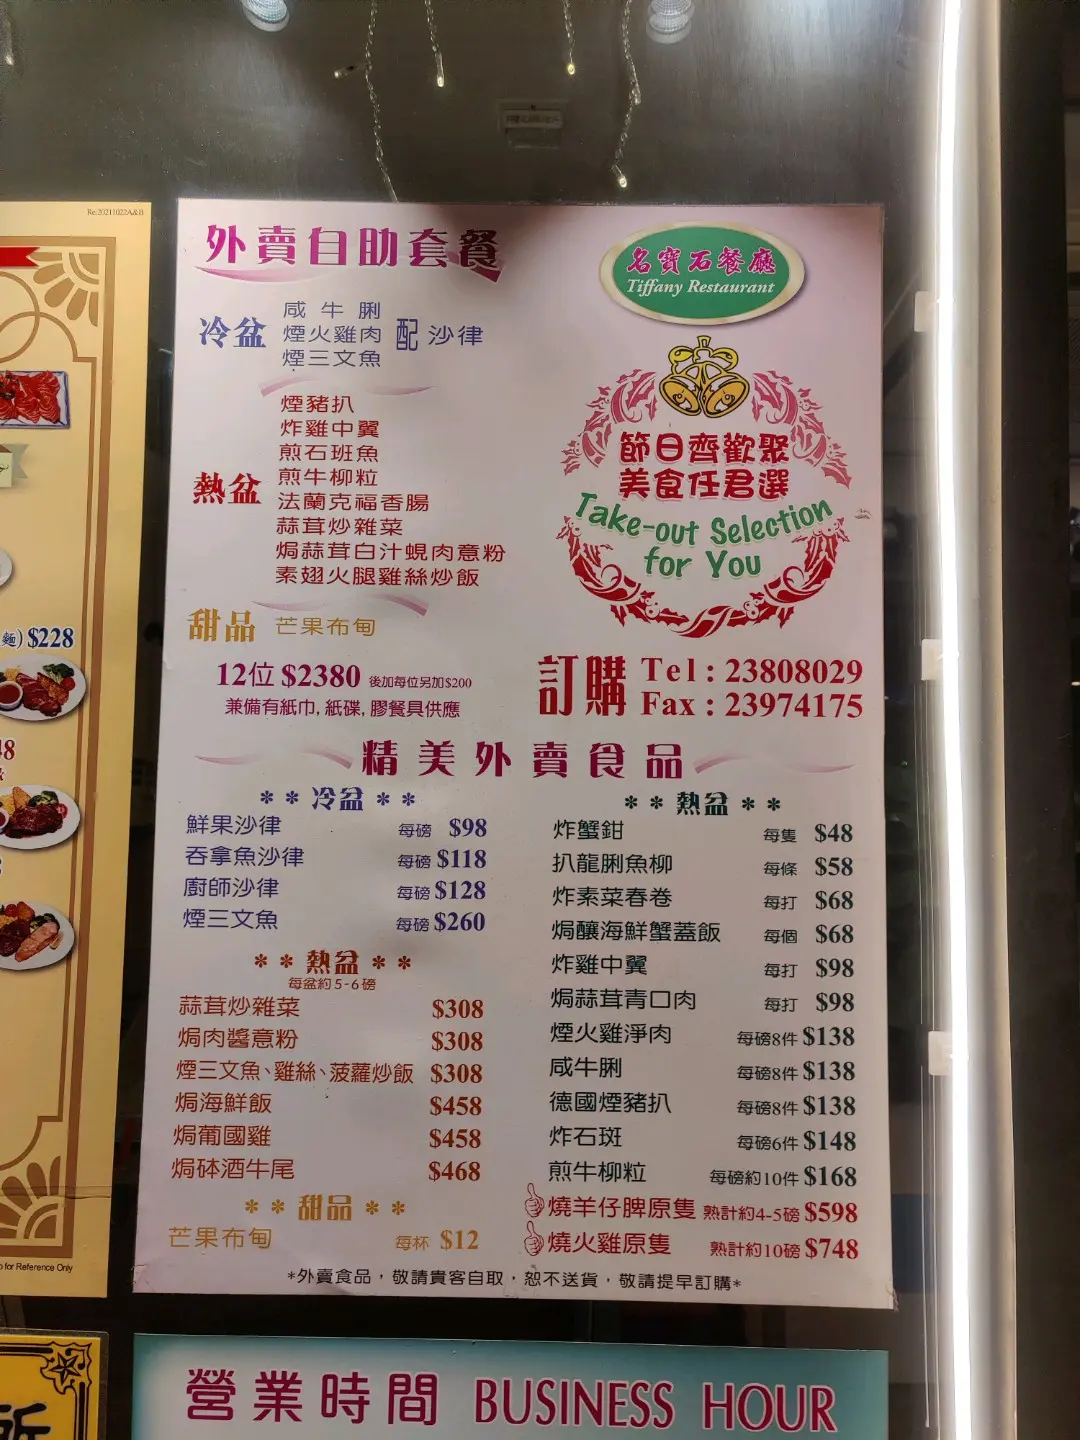 Re:20211022A&B
外賣自助套餐
名寶石餐廳
Tiffany Restaurant
冷盆
咸牛脷
煙火雞肉 配 沙律
煙三文魚
熱盆
煙豬扒
炸雞中翼
煎石班魚
煎牛柳粒
法蘭克福香腸
蒜茸炒雜菜
焗蒜茸白汁蜆肉意粉
素翅火腿雞絲炒飯
甜品 芒果布甸
12位 $2380 後加每位另加$200
兼備有紙巾, 紙碟, 膠餐具供應
節日齊歡聚
美食任君選
Take-out Selection
for You
訂購 Tel : 23808029
Fax : 23974175
精美外賣食品
** 冷盆 **
鮮果沙律 每磅 $98
吞拿魚沙律 每磅 $118
廚師沙律 每磅 $128
煙三文魚 每磅 $260
** 熱盆 **
每盆約5-6磅
蒜茸炒雜菜 $308
焗肉醬意粉 $308
煙三文魚、雞絲、菠蘿炒飯 $308
焗海鮮飯 $458
焗葡國雞 $458
焗砵酒牛尾 $468
** 甜品 **
芒果布甸 每杯 $12
** 熱盆 **
炸蟹鉗 每隻 $48
扒龍脷魚柳 每條 $58
炸素菜春卷 每打 $68
焗釀海鮮蟹蓋飯 每個 $68
炸雞中翼 每打 $98
焗蒜茸青口肉 每打 $98
煙火雞淨肉 每磅8件 $138
咸牛脷 每磅8件 $138
德國煙豬扒 每磅8件 $138
炸石斑 每磅6件 $148
煎牛柳粒 每磅約10件 $168
燒羊仔脾原隻 熟計約4-5磅 $598
燒火雞原隻 熟計約10磅 $748
*外賣食品，敬請貴客自取，恕不送貨，敬請提早訂購*
麵) $228
for Reference Only
營業時間 BUSINESS HOUR